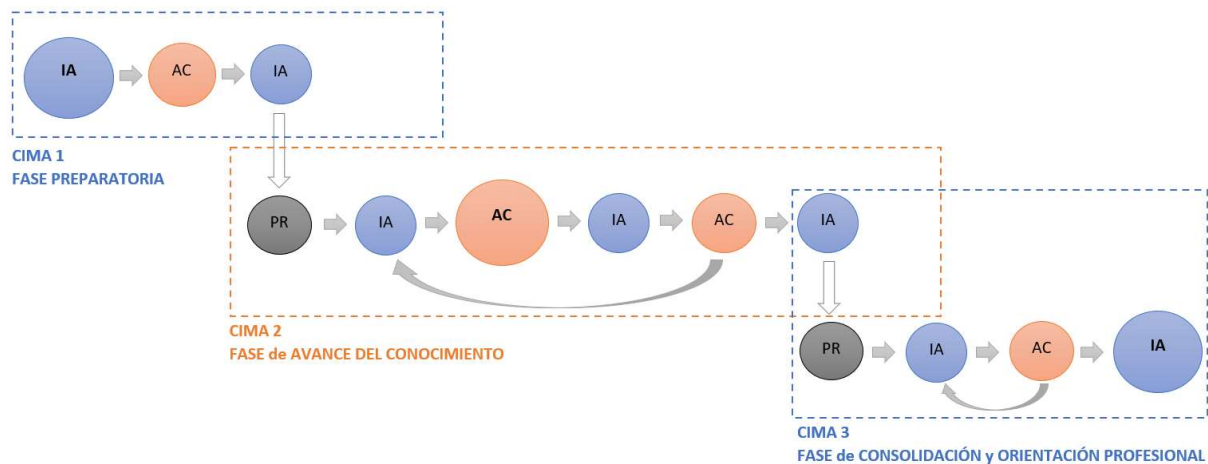 IA
AC
IA
CIMA 1
FASE PREPARATORIA
PR
IA
AC
IA
AC
IA
CIMA 2
FASE de AVANCE DEL CONOCIMIENTO
PR
IA
AC
IA
CIMA 3
FASE de CONSOLIDACIÓN y ORIENTACIÓN PROFESIONAL